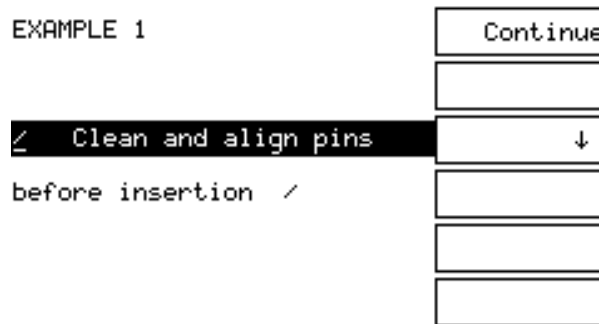 EXAMPLE 1
Continue
/ Clean and align pins
↓
before insertion /